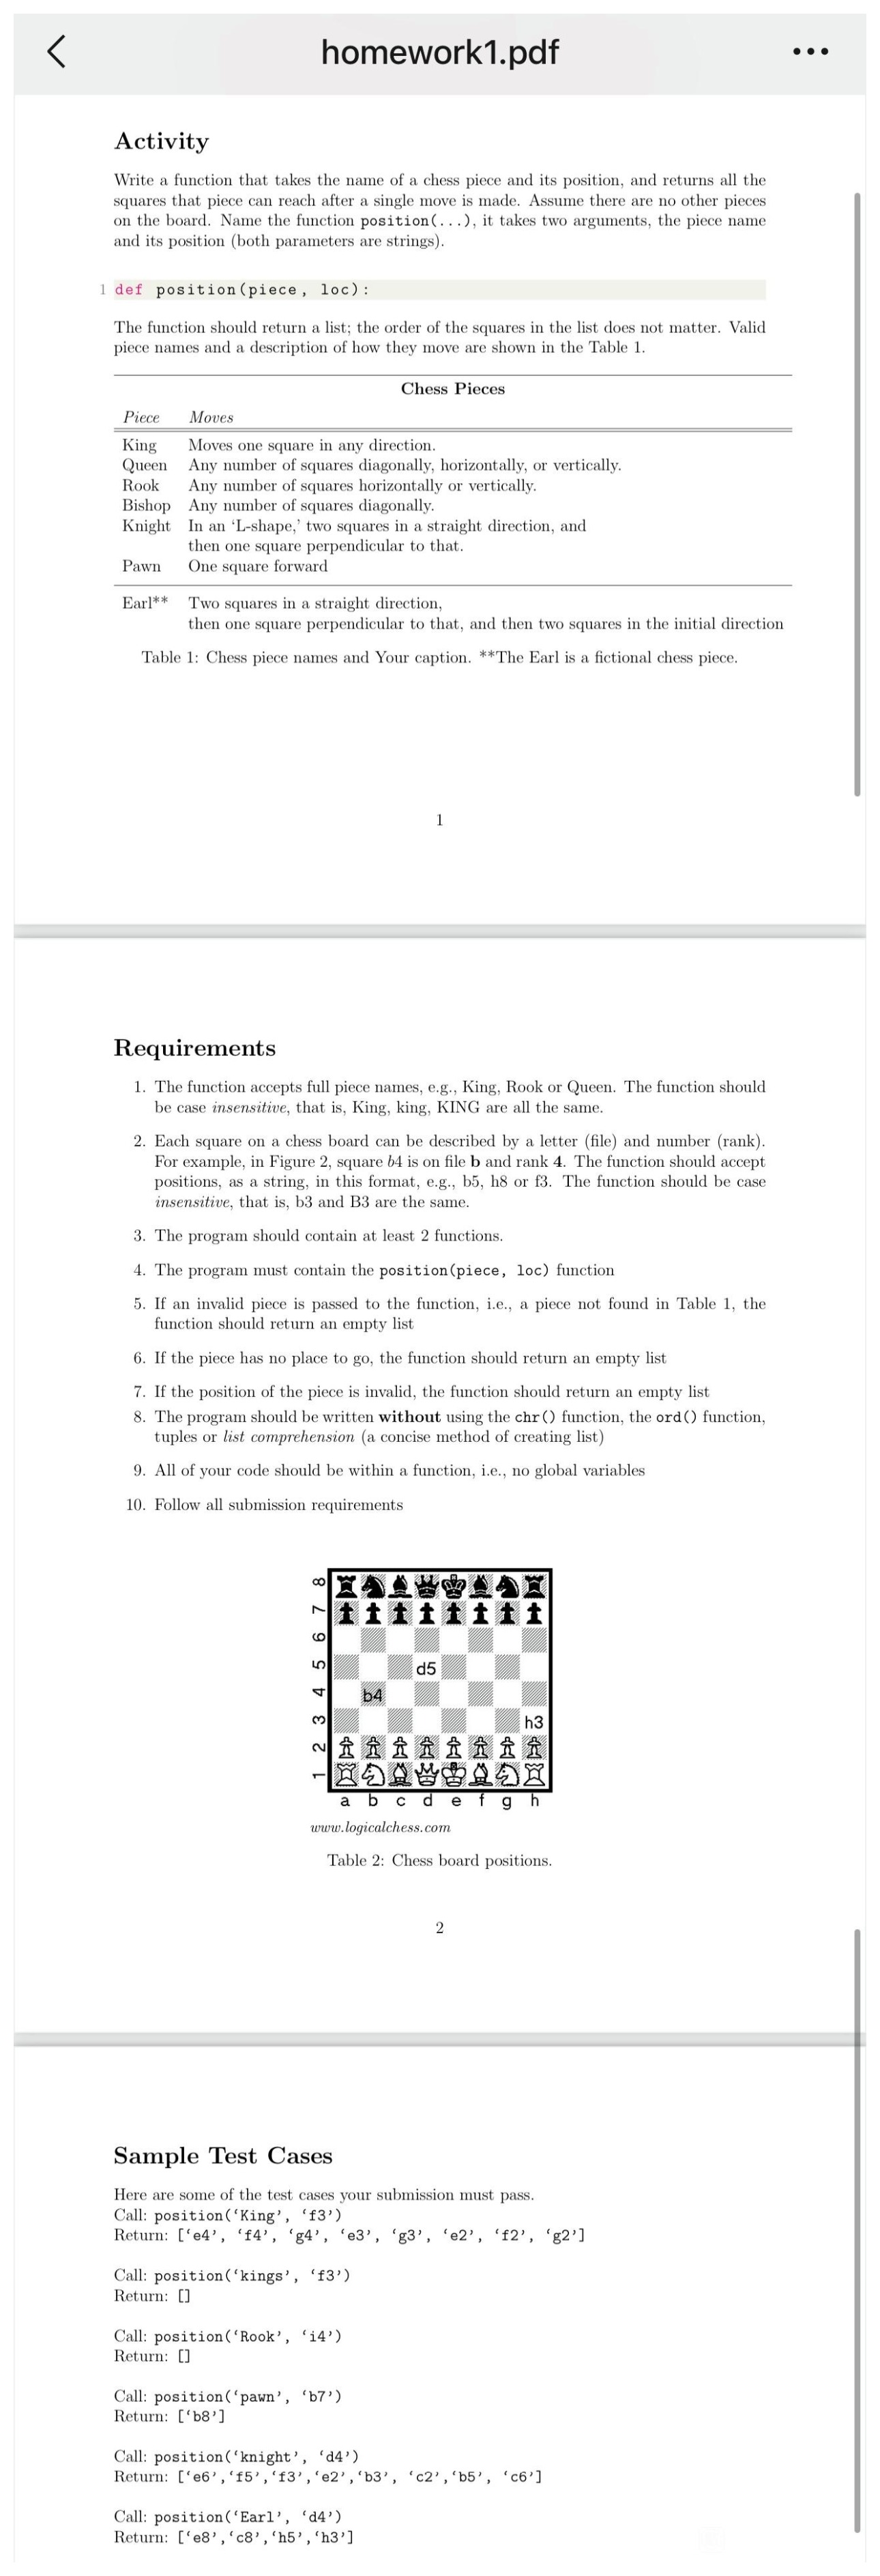 homework1.pdf
Activity
Write a function that takes the name of a chess piece and its position, and returns all the
squares that piece can reach after a single move is made. Assume there are no other pieces
on the board. Name the function position(...), it takes two arguments, the piece name
and its position (both parameters are strings).
1 def position(piece, loc):
The function should return a list; the order of the squares in the list does not matter. Valid
piece names and a description of how they move are shown in the Table 1.
Chess Pieces
Piece Moves
King Moves one square in any direction.
Queen Any number of squares diagonally, horizontally, or vertically.
Rook Any number of squares horizontally or vertically.
Bishop Any number of squares diagonally.
Knight In an ‘L-shape,’ two squares in a straight direction, and
then one square perpendicular to that.
Pawn One square forward
Earl** Two squares in a straight direction,
then one square perpendicular to that, and then two squares in the initial direction
Table 1: Chess piece names and Your caption. **The Earl is a fictional chess piece.
1
Requirements
1. The function accepts full piece names, e.g., King, Rook or Queen. The function should
be case insensitive, that is, King, king, KING are all the same.
2. Each square on a chess board can be described by a letter (file) and number (rank).
For example, in Figure 2, square b4 is on file b and rank 4. The function should accept
positions, as a string, in this format, e.g., b5, h8 or f3. The function should be case
insensitive, that is, b3 and B3 are the same.
3. The program should contain at least 2 functions.
4. The program must contain the position(piece, loc) function
5. If an invalid piece is passed to the function, i.e., a piece not found in Table 1, the
function should return an empty list
6. If the piece has no place to go, the function should return an empty list
7. If the position of the piece is invalid, the function should return an empty list
8. The program should be written without using the chr() function, the ord() function,
tuples or list comprehension (a concise method of creating list)
9. All of your code should be within a function, i.e., no global variables
10. Follow all submission requirements
8
7
6
5 d5
4 b4
3 h3
2
1
a b c d e f g h
www.logicalchess.com
Table 2: Chess board positions.
2
Sample Test Cases
Here are some of the test cases your submission must pass.
Call: position(‘King’, ‘f3’)
Return: [‘e4’, ‘f4’, ‘g4’, ‘e3’, ‘g3’, ‘e2’, ‘f2’, ‘g2’]
Call: position(‘kings’, ‘f3’)
Return: []
Call: position(‘Rook’, ‘i4’)
Return: []
Call: position(‘pawn’, ‘b7’)
Return: [‘b8’]
Call: position(‘knight’, ‘d4’)
Return: [‘e6’,‘f5’,‘f3’,‘e2’,‘b3’, ‘c2’,‘b5’, ‘c6’]
Call: position(‘Earl’, ‘d4’)
Return: [‘e8’,‘c8’,‘h5’,‘h3’]